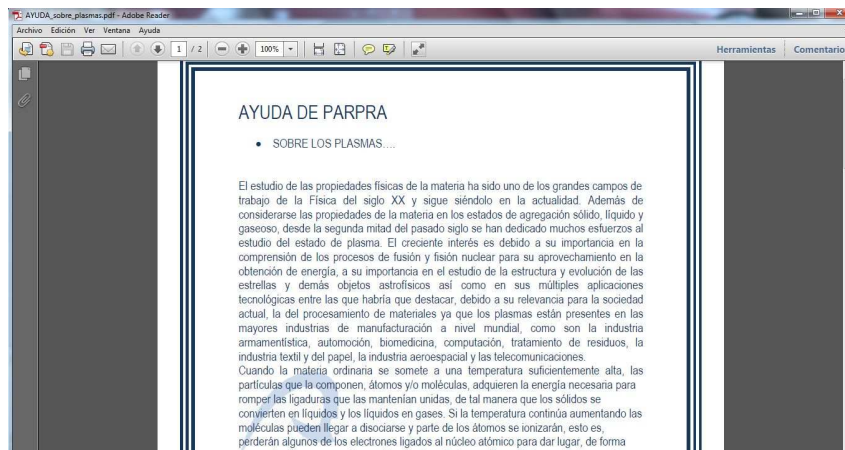 AYUDA_sobre_plasmas.pdf - Adobe Reader
Archivo Edición Ver Ventana Ayuda
1 / 2 100% Herramientas Comentario
AYUDA DE PARPRA
• SOBRE LOS PLASMAS….
El estudio de las propiedades físicas de la materia ha sido uno de los grandes campos de
trabajo de la Física del siglo XX y sigue siéndolo en la actualidad. Además de
considerarse las propiedades de la materia en los estados de agregación sólido, líquido y
gaseoso, desde la segunda mitad del pasado siglo se han dedicado muchos esfuerzos al
estudio del estado de plasma. El creciente interés es debido a su importancia en la
comprensión de los procesos de fusión y fisión nuclear para su aprovechamiento en la
obtención de energía, a su importancia en el estudio de la estructura y evolución de las
estrellas y demás objetos astrofísicos así como en sus múltiples aplicaciones
tecnológicas entre las que habría que destacar, debido a su relevancia para la sociedad
actual, la del procesamiento de materiales ya que los plasmas están presentes en las
mayores industrias de manufacturación a nivel mundial, como son la industria
armamentística, automoción, biomedicina, computación, tratamiento de residuos, la
industria textil y del papel, la industria aeroespacial y las telecomunicaciones.
Cuando la materia ordinaria se somete a una temperatura suficientemente alta, las
partículas que la componen, átomos y/o moléculas, adquieren la energía necesaria para
romper las ligaduras que las mantenían unidas, de tal manera que los sólidos se
convierten en líquidos y los líquidos en gases. Si la temperatura continúa aumentando las
moléculas pueden llegar a disociarse y parte de los átomos se ionizarán, esto es,
perderán algunos de los electrones ligados al núcleo atómico para dar lugar, de forma